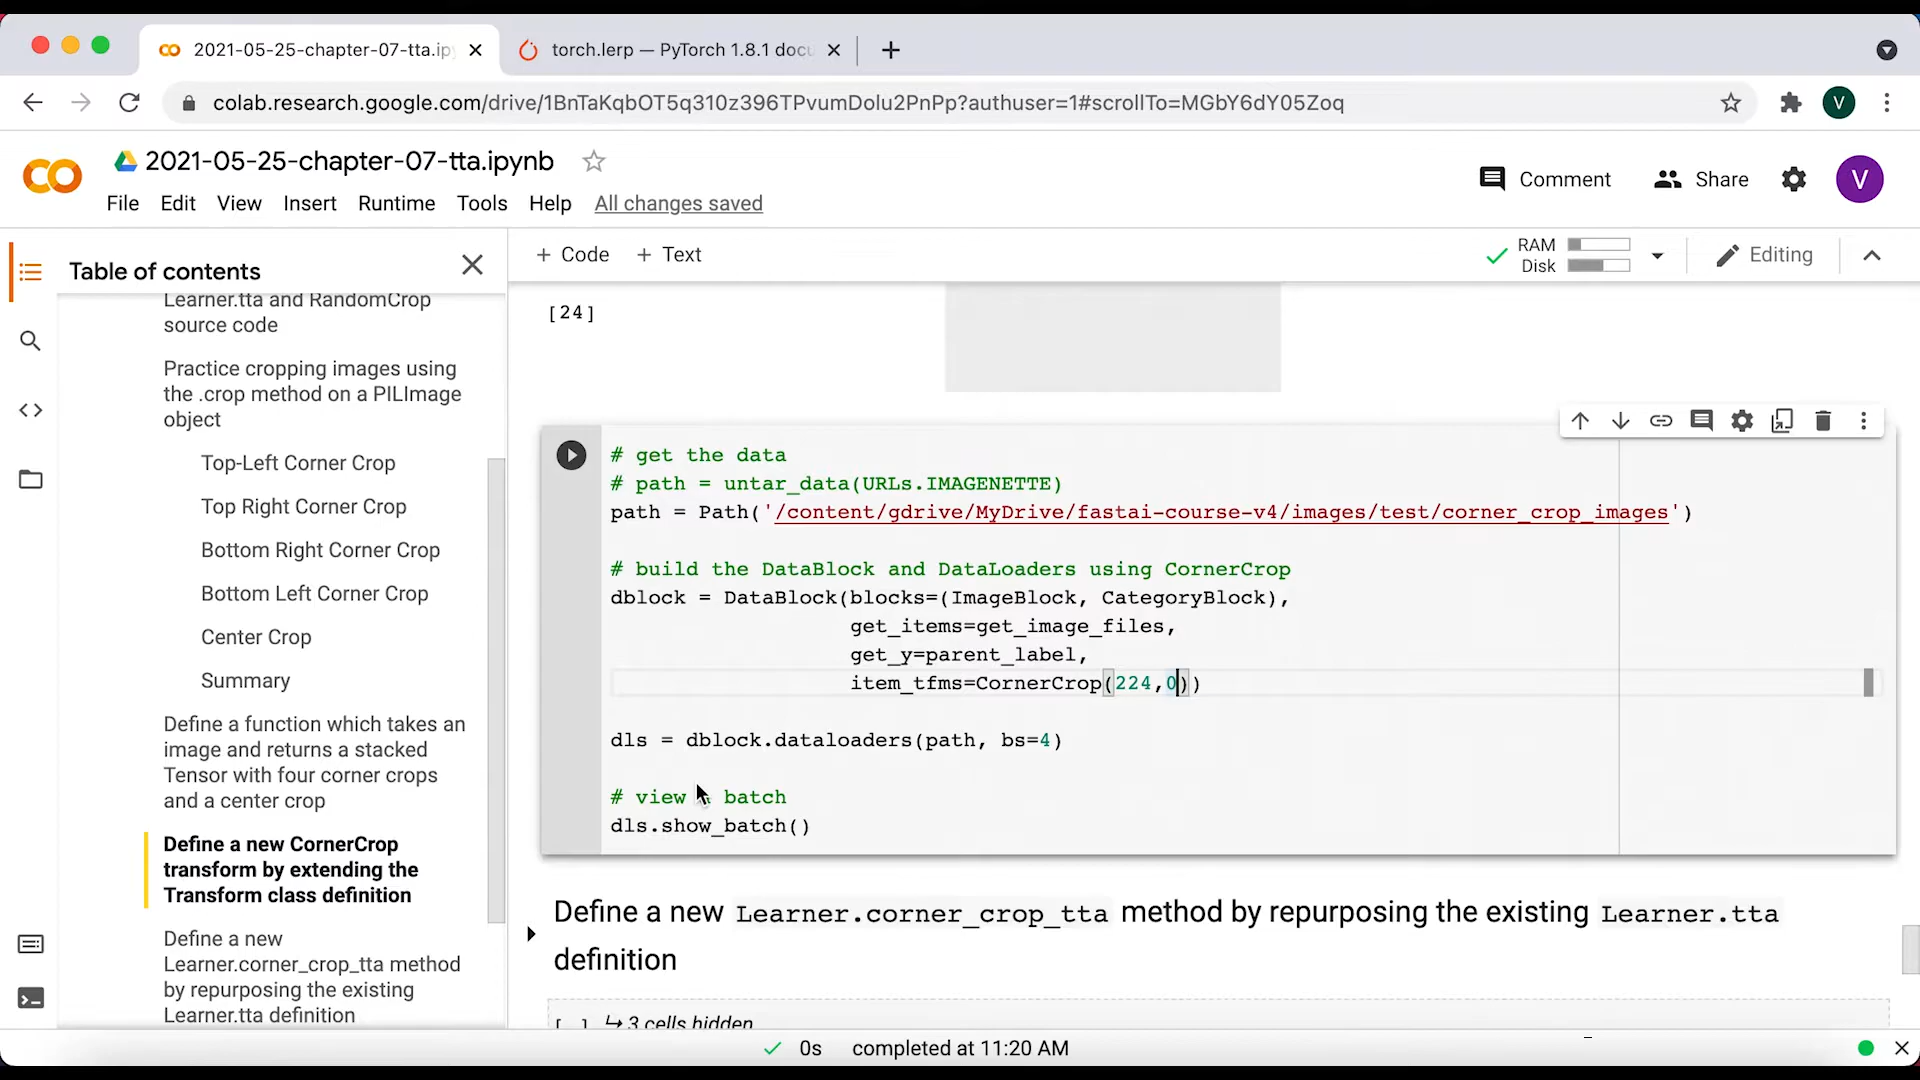 2021-05-25-chapter-07-tta.ip
torch.lerp — PyTorch 1.8.1 docu
colab.research.google.com/drive/1BnTaKqbOT5q310z396TPvumDolu2PnPp?authuser=1#scrollTo=MGbY6dY05Zoq
V
2021-05-25-chapter-07-tta.ipynb
Comment
Share
V
File Edit View Insert Runtime Tools Help All changes saved
Table of contents
+ Code + Text
RAM
Disk
Editing
Learner.tta and RandomCrop
source code
Practice cropping images using
the .crop method on a PILImage
object
Top-Left Corner Crop
Top Right Corner Crop
Bottom Right Corner Crop
Bottom Left Corner Crop
Center Crop
Summary
Define a function which takes an
image and returns a stacked
Tensor with four corner crops
and a center crop
Define a new CornerCrop
transform by extending the
Transform class definition
Define a new
Learner.corner_crop_tta method
by repurposing the existing
Learner.tta definition
[24]
# get the data
# path = untar_data(URLs.IMAGENETTE)
path = Path('/content/gdrive/MyDrive/fastai-course-v4/images/test/corner_crop_images')
# build the DataBlock and DataLoaders using CornerCrop
dblock = DataBlock(blocks=(ImageBlock, CategoryBlock),
get_items=get_image_files,
get_y=parent_label,
item_tfms=CornerCrop(224,0))
dls = dblock.dataloaders(path, bs=4)
# view batch
dls.show_batch()
Define a new Learner.corner_crop_tta method by repurposing the existing Learner.tta
definition
[ ] 3 cells hidden
0s completed at 11:20 AM